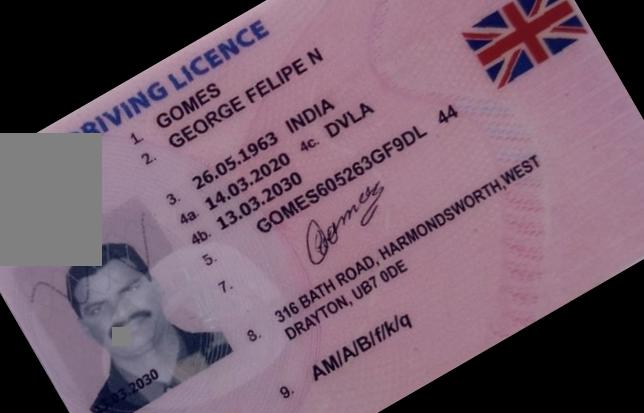 DRIVING LICENCE
1. GOMES
2. GEORGE FELIPE N
3. 26.05.1963 INDIA
4a. 14.03.2020 4c. DVLA
4b. 13.03.2030
5. GOMES605263GF9DL 44
7. Gomes
8. 316 BATH ROAD, HARMONDSWORTH,WEST
DRAYTON, UB7 0DE
9. AM/A/B/f/k/q
03.2030